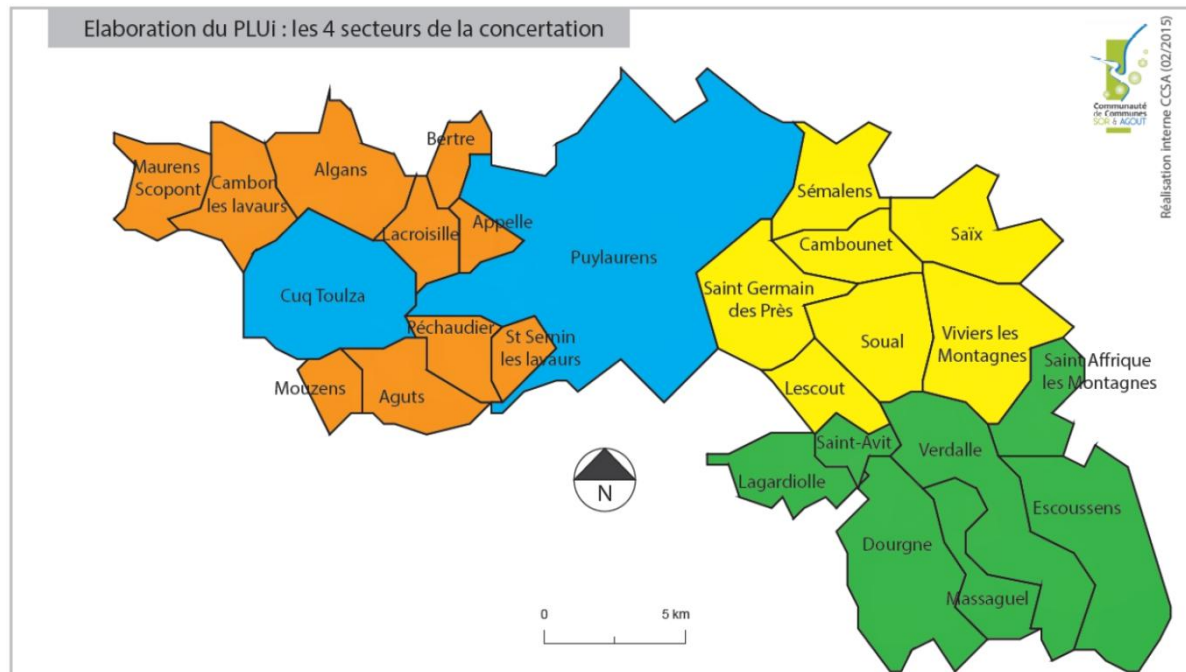 Elaboration du PLUi : les 4 secteurs de la concertation
Communauté
de Communes
SOR & AGOUT
Réalisation interne CCSA (02/2015)
Bertre
Maurens
Scopont
Cambon
les lavaurs
Algans
Lacroisille
Appelle
Puylaurens
Cuq Toulza
Péchaudier
St Sernin
les lavaurs
Mouzens
Aguts
Sémalens
Cambounet
Saïx
Saint Germain
des Près
Soual
Viviers les
Montagnes
Saint Affrique
les Montagnes
Lescout
Saint-Avit
Verdalle
Lagardiolle
Escoussens
Dourgne
Massaguel
N
0
5 km